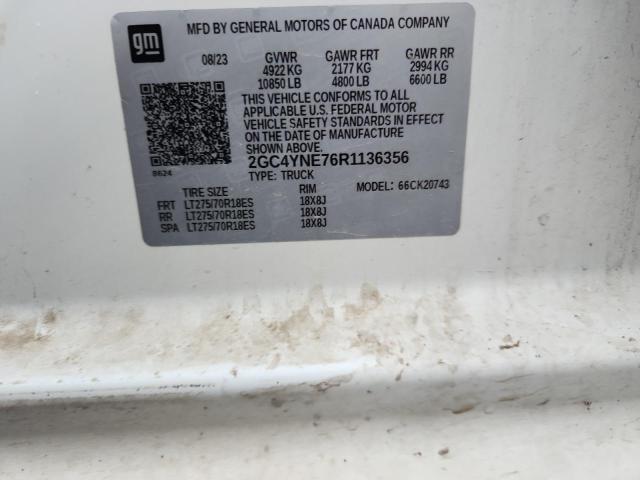 gm
MFD BY GENERAL MOTORS OF CANADA COMPANY
08/23 GVWR GAWR FRT GAWR RR
4922 KG 2177 KG 2994 KG
10850 LB 4800 LB 6600 LB
THIS VEHICLE CONFORMS TO ALL
APPLICABLE U.S. FEDERAL MOTOR
VEHICLE SAFETY STANDARDS IN EFFECT
ON THE DATE OF MANUFACTURE
SHOWN ABOVE.
8624 2GC4YNE76R1136356
TYPE: TRUCK
TIRE SIZE RIM MODEL: 66CK20743
FRT LT275/70R18ES 18X8J
RR LT275/70R18ES 18X8J
SPA LT275/70R18ES 18X8J